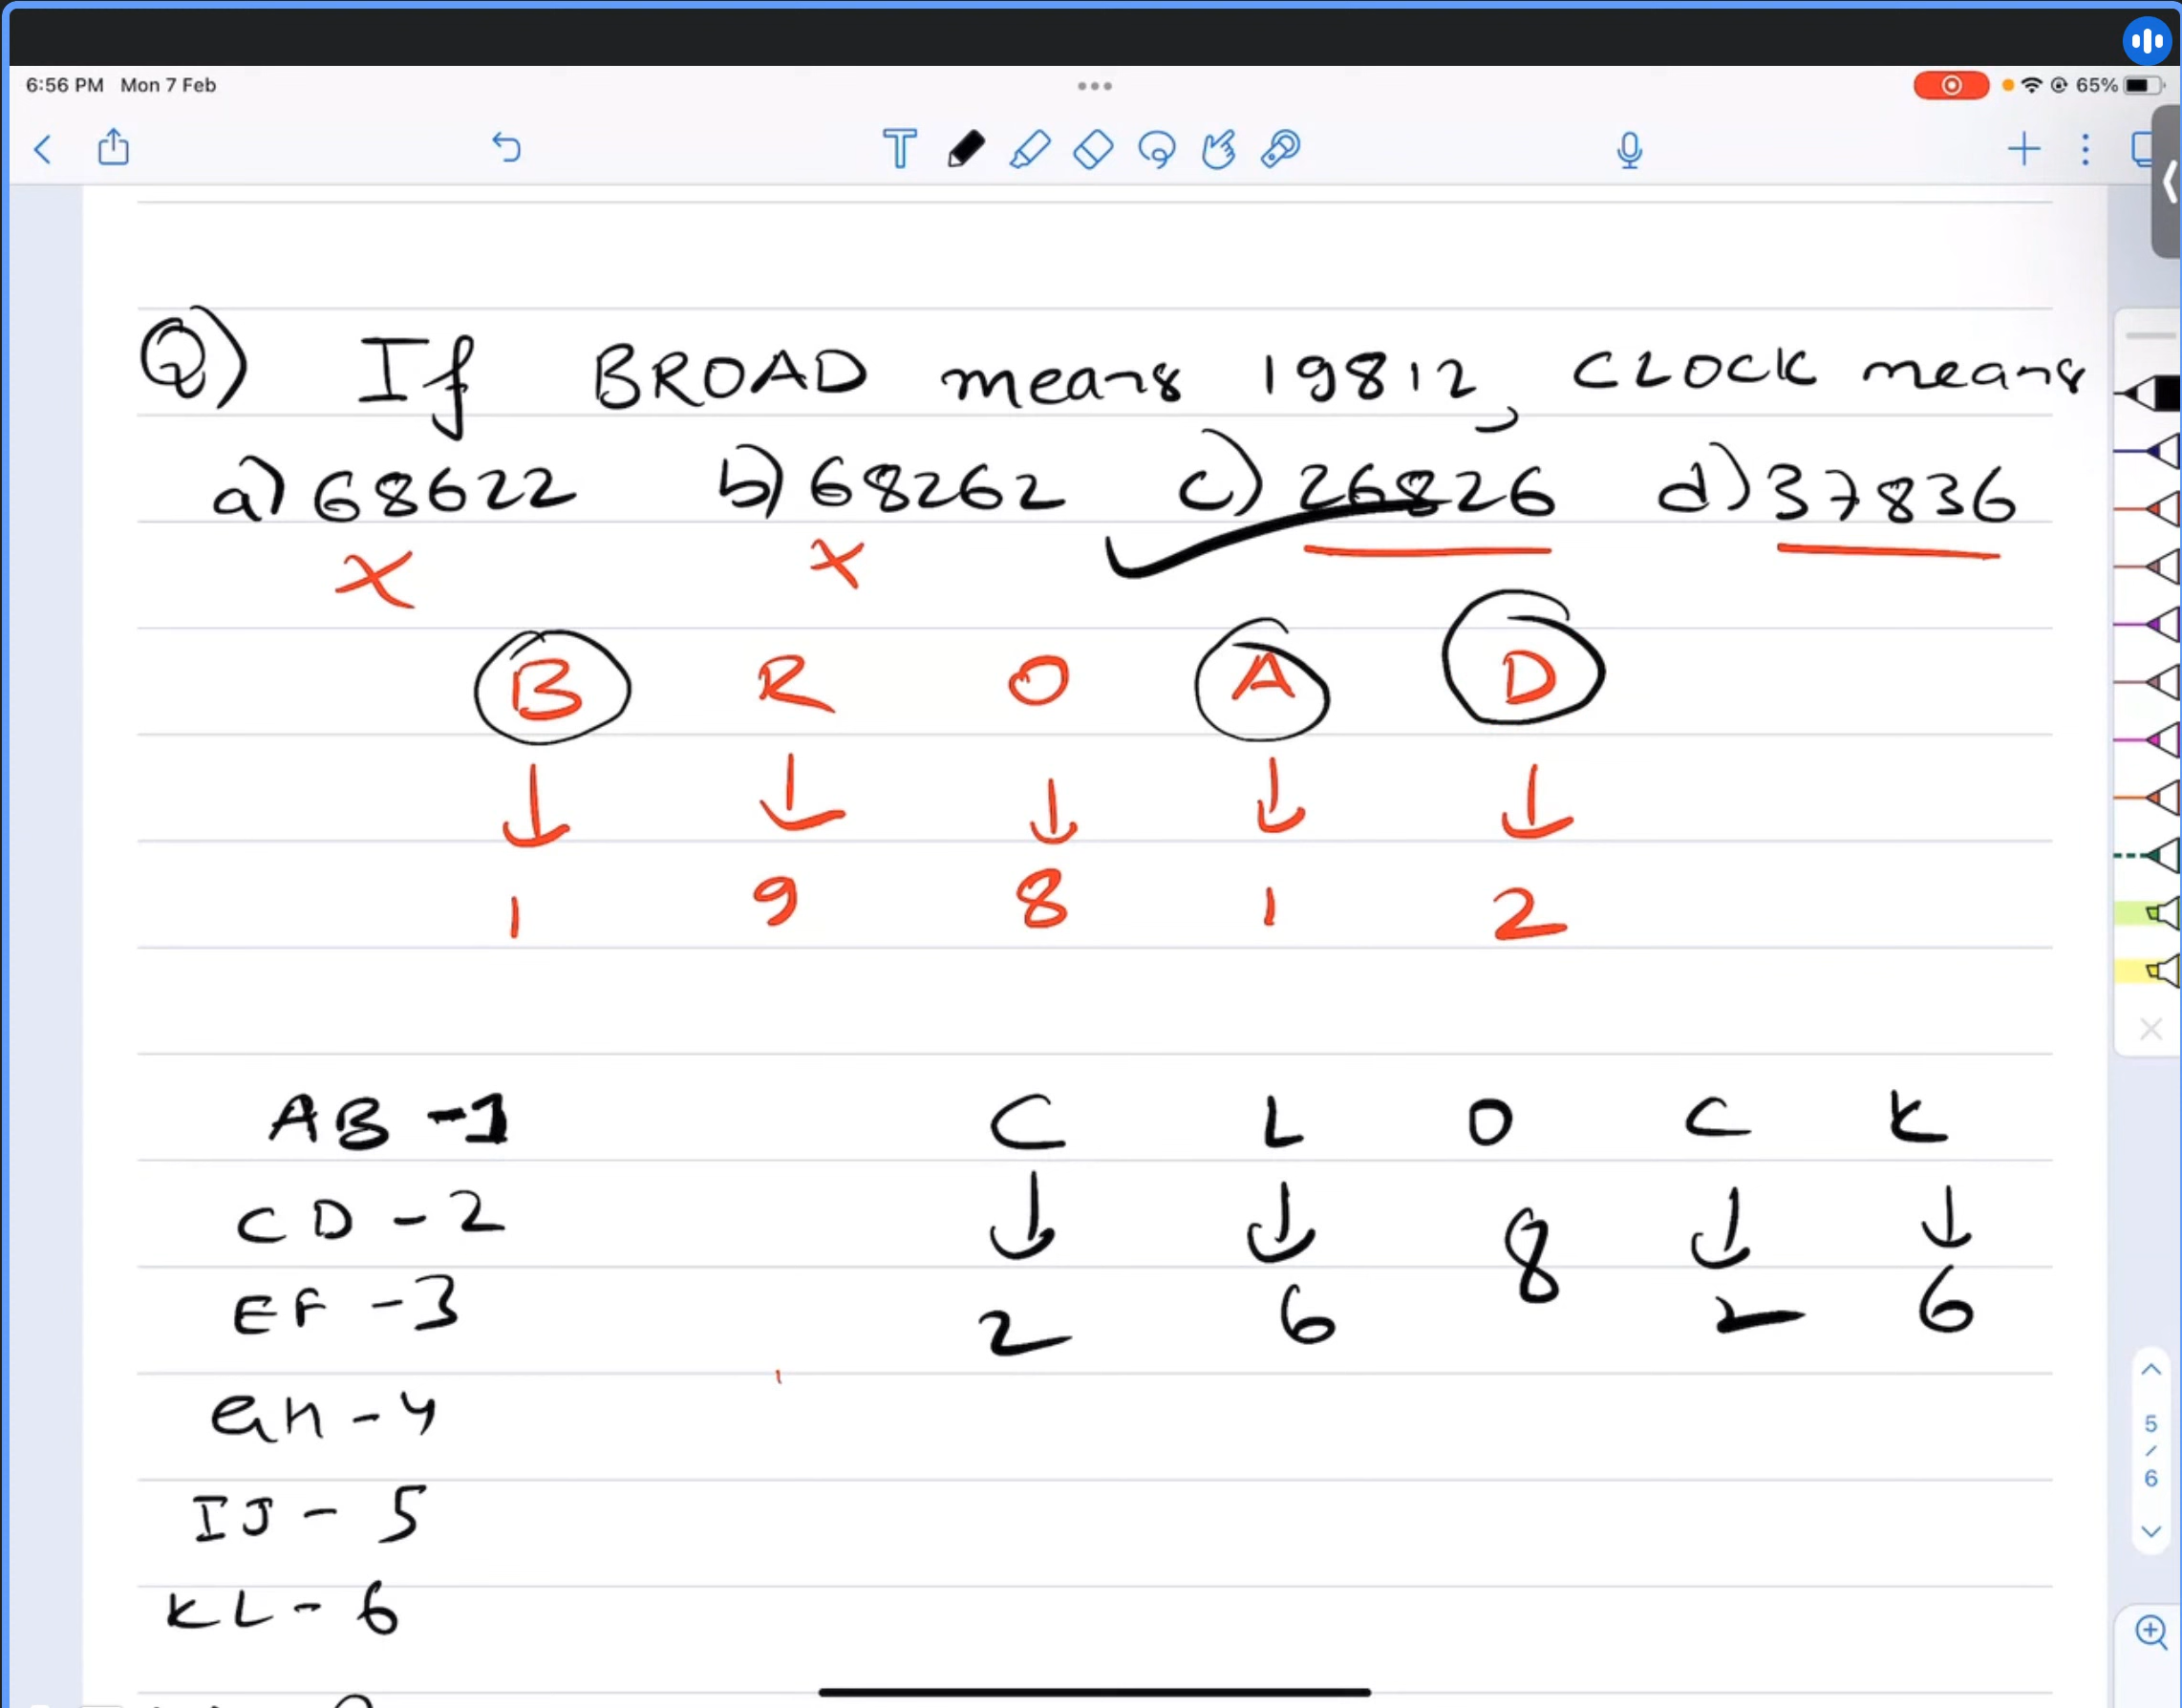 6:56 PM Mon 7 Feb
65%
T
Q) If BROAD means 19812, CLOCK means
a) 68622 b) 68262 c) 26826 d) 37836
B R O A D
1 9 8 1 2
AB - 1
C L O C K
CD - 2
EF - 3
2 6 8 2 6
GH - 4
IJ - 5
KL - 6
5
/
6